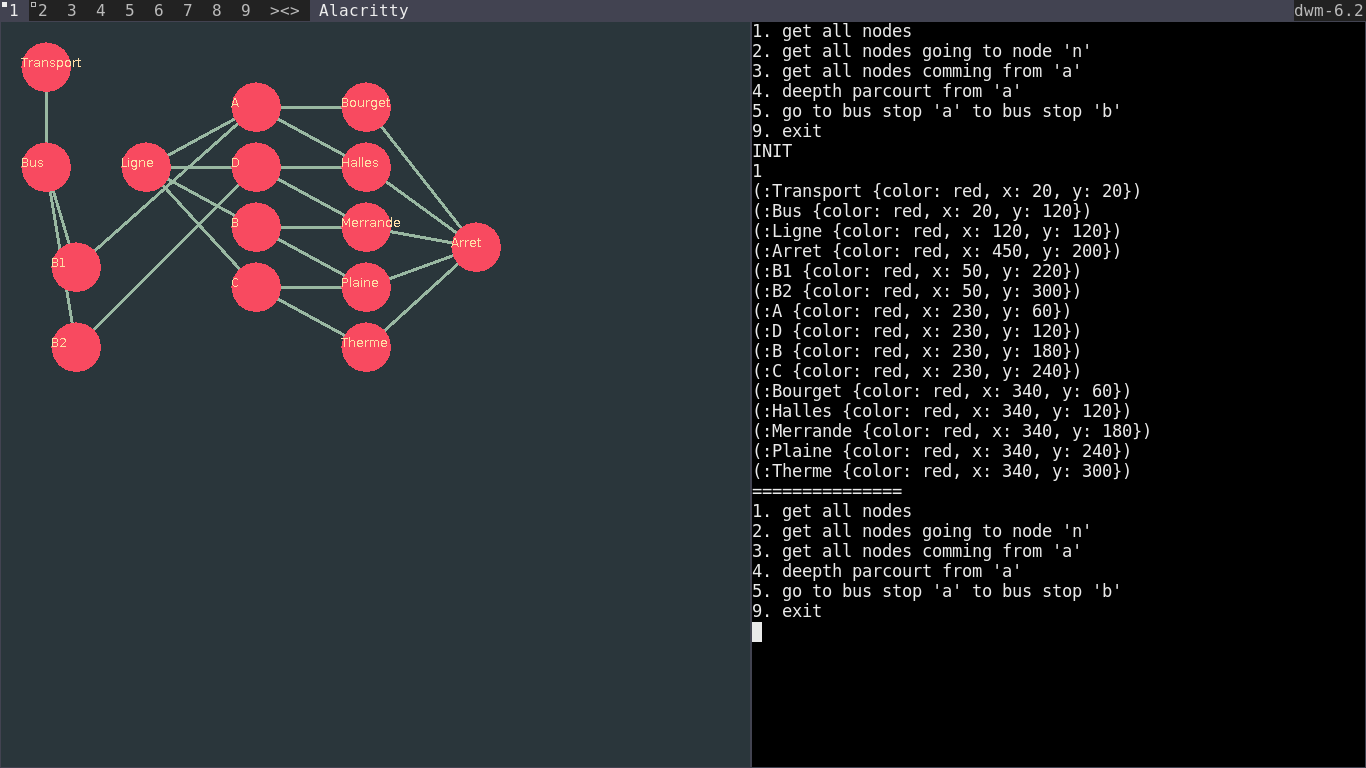 1 2 3 4 5 6 7 8 9 ><> Alacritty dwm-6.2
Transport
A
Bourget
Bus
Ligne
D
Halles
B
Merrande
Arret
B1
C
Plaine
B2
Therme
1. get all nodes
2. get all nodes going to node 'n'
3. get all nodes comming from 'a'
4. deepth parcourt from 'a'
5. go to bus stop 'a' to bus stop 'b'
9. exit
INIT
1
(:Transport {color: red, x: 20, y: 20})
(:Bus {color: red, x: 20, y: 120})
(:Ligne {color: red, x: 120, y: 120})
(:Arret {color: red, x: 450, y: 200})
(:B1 {color: red, x: 50, y: 220})
(:B2 {color: red, x: 50, y: 300})
(:A {color: red, x: 230, y: 60})
(:D {color: red, x: 230, y: 120})
(:B {color: red, x: 230, y: 180})
(:C {color: red, x: 230, y: 240})
(:Bourget {color: red, x: 340, y: 60})
(:Halles {color: red, x: 340, y: 120})
(:Merrande {color: red, x: 340, y: 180})
(:Plaine {color: red, x: 340, y: 240})
(:Therme {color: red, x: 340, y: 300})
===============
1. get all nodes
2. get all nodes going to node 'n'
3. get all nodes comming from 'a'
4. deepth parcourt from 'a'
5. go to bus stop 'a' to bus stop 'b'
9. exit